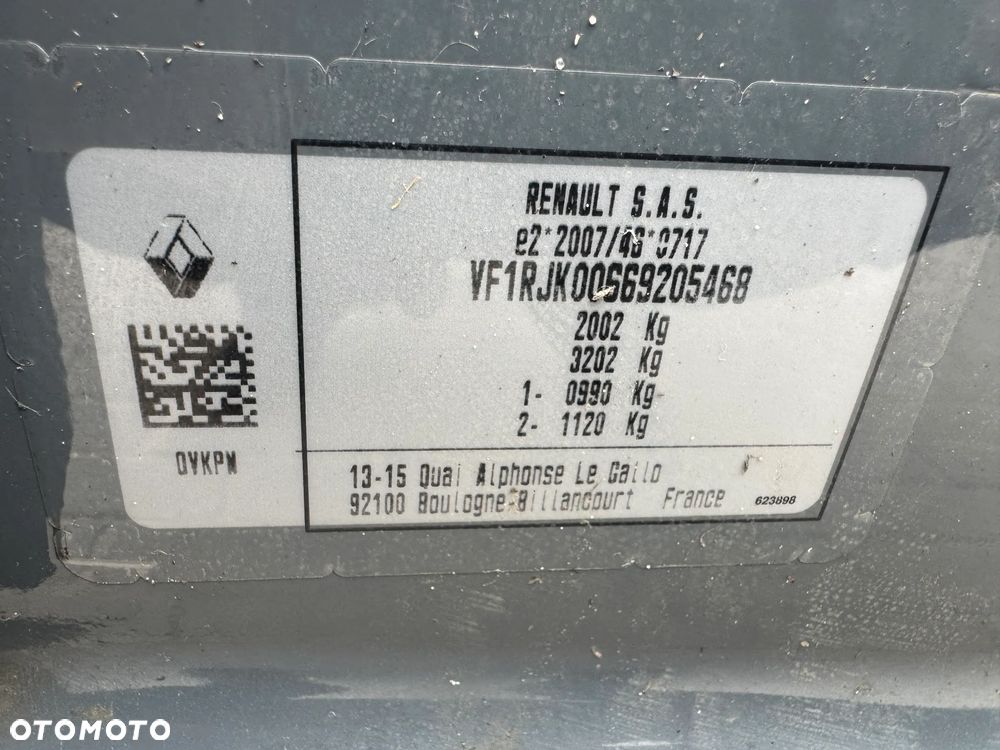 RENAULT S.A.S.
e2*2007/46*0717
VF1RJK00669205468
2002 Kg
3202 Kg
1- 0990 Kg
2- 1120 Kg
OVKPN
13-15 Quai Alphonse Le Gallo
92100 Boulogne-Billancourt France
623898
OTOMOTO